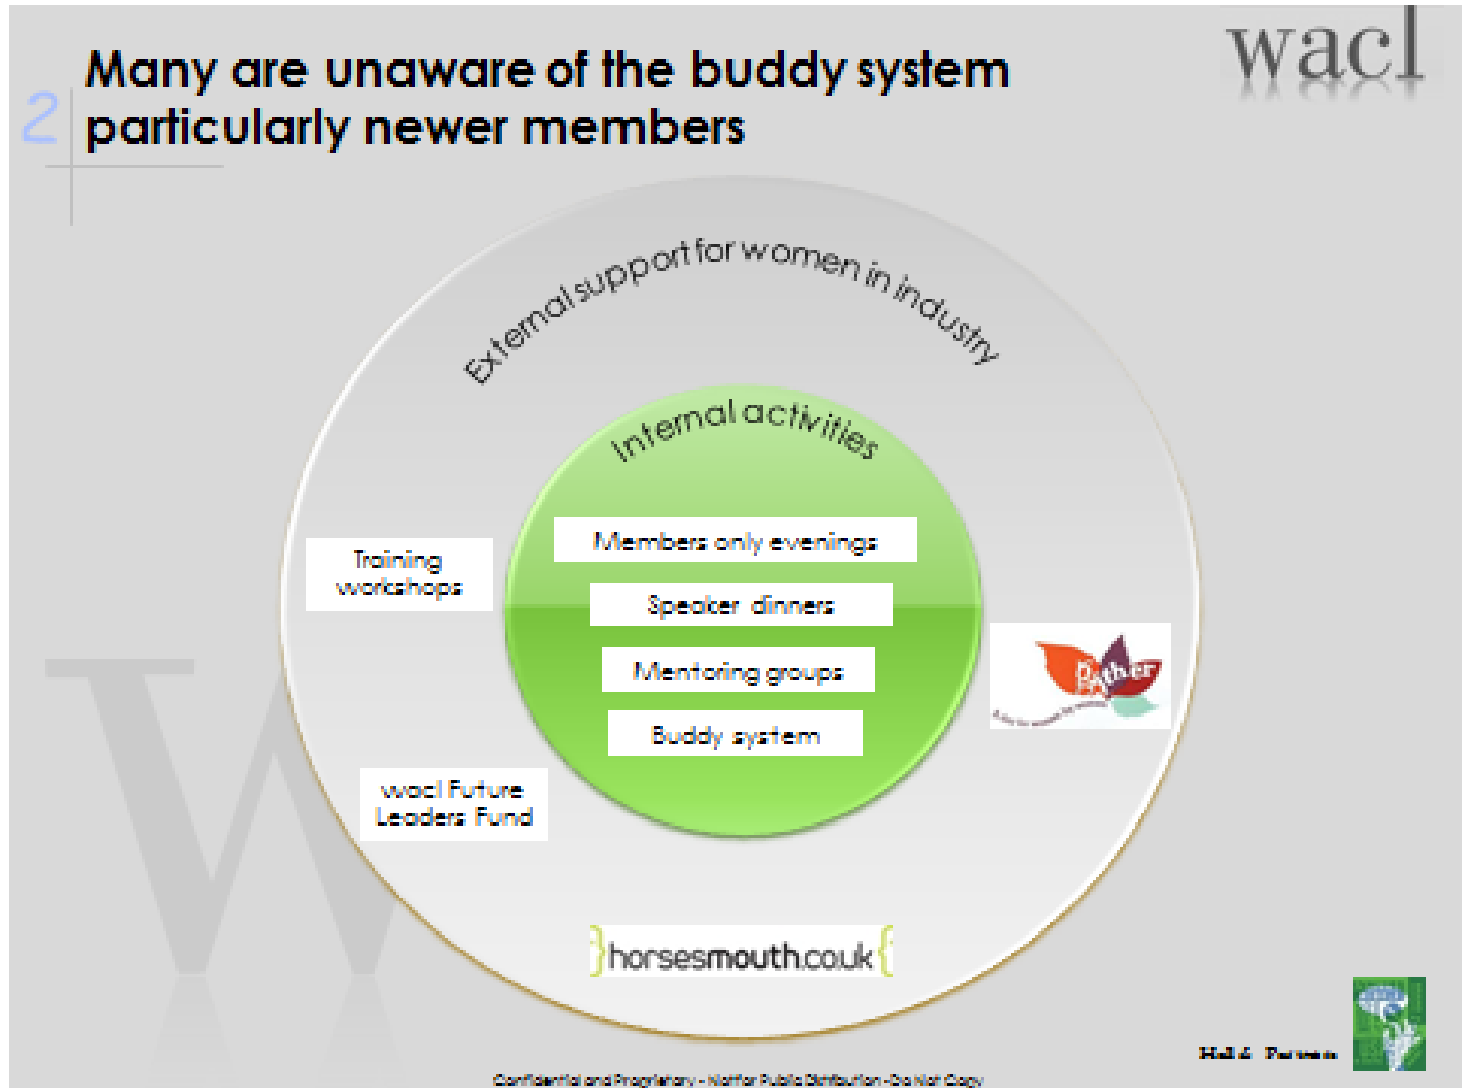 wacl
2
Many are unaware of the buddy system
particularly newer members
External support for women in industry
Internal activities
Members only evenings
Training
workshops
Speaker dinners
Mentoring groups
Buddy system
wacl Future
Leaders Fund
}horsesmouth.co.uk{
Confidential and Proprietary - Not for Public Distribution - Do Not Copy